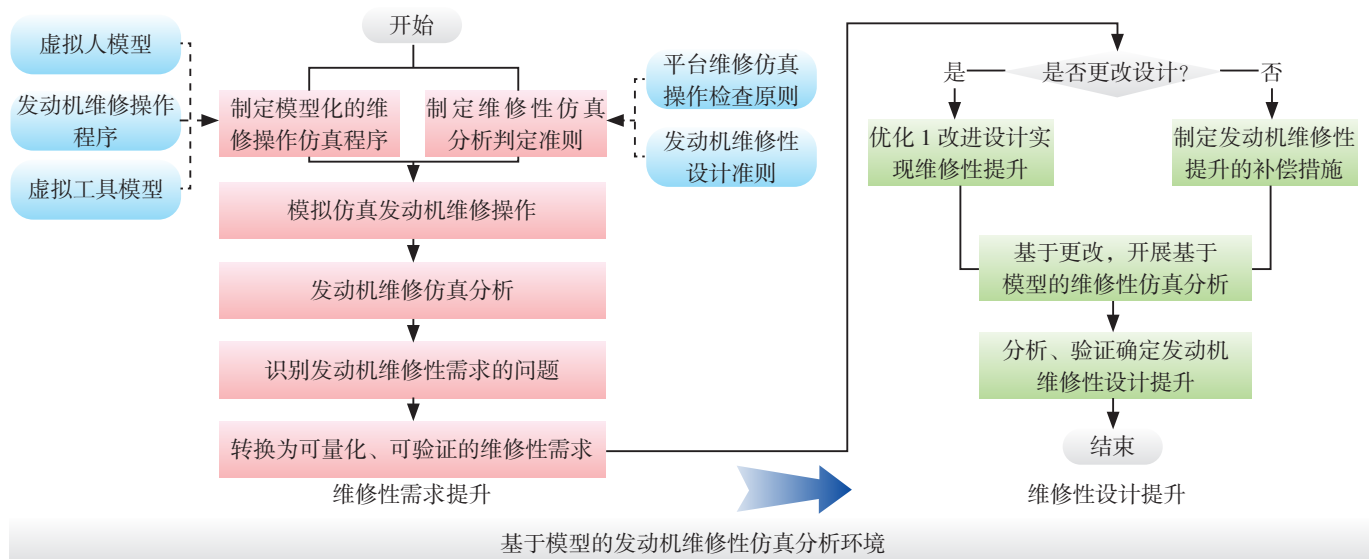 开始
虚拟人模型
发动机维修操作
程序
虚拟工具模型
制定模型化的维
修操作仿真程序
制定维修性仿真
分析判定准则
平台维修仿真
操作检查原则
发动机维修性
设计准则
模拟仿真发动机维修操作
发动机维修仿真分析
识别发动机维修性需求的问题
转换为可量化、可验证的维修性需求
维修性需求提升
是否更改设计?
是
否
优化1改进设计实
现维修性提升
制定发动机维修性
提升的补偿措施
基于更改，开展基于
模型的维修性仿真分析
分析、验证确定发动机
维修性设计提升
结束
维修性设计提升
基于模型的发动机维修性仿真分析环境